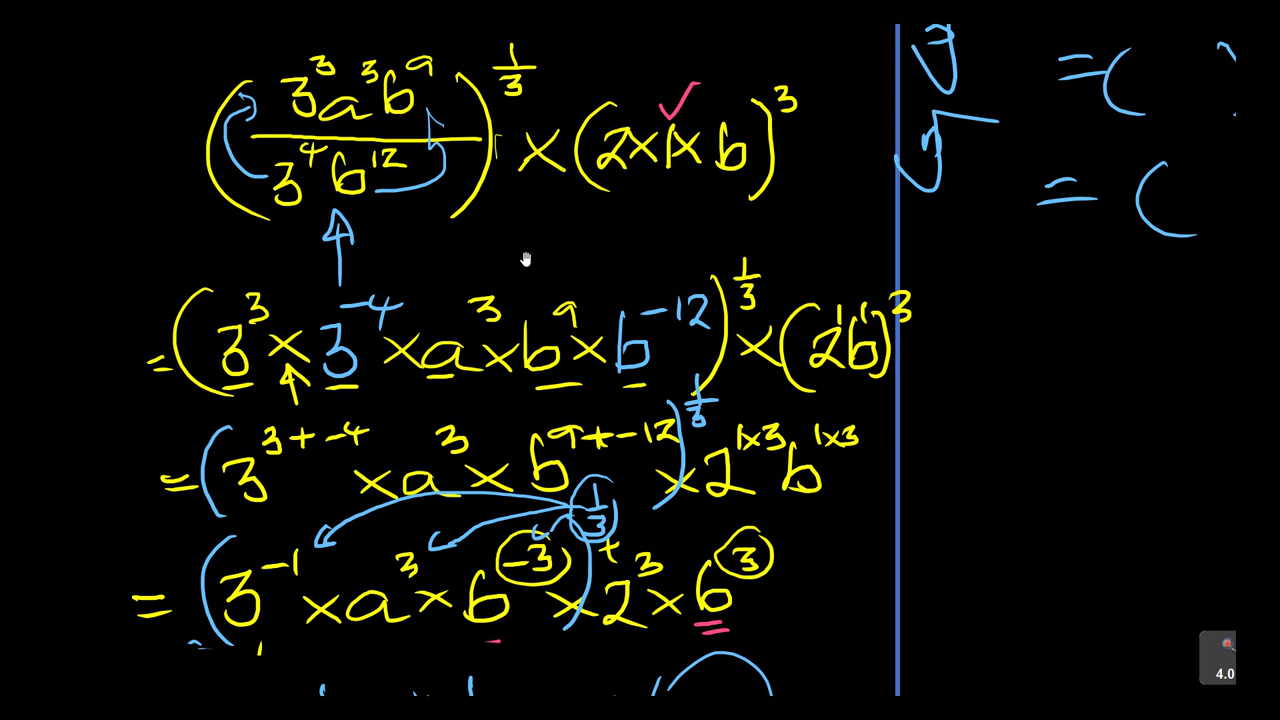 (3³a³b⁹ / 3⁴b¹²)^(1/3) × (2×1×b)³ ✓
= (3³ × 3⁻⁴ × a³ × b⁹ × b⁻¹²)^(1/3) × (2¹b¹)³
= (3^(3+-4) × a³ × b^(9+-12))^(1/3) × 2^(1×3) b^(1×3)
= (3⁻¹ × a³ × b⁻³)^(1/3) × 2³ × b³
= (
= (
4.0